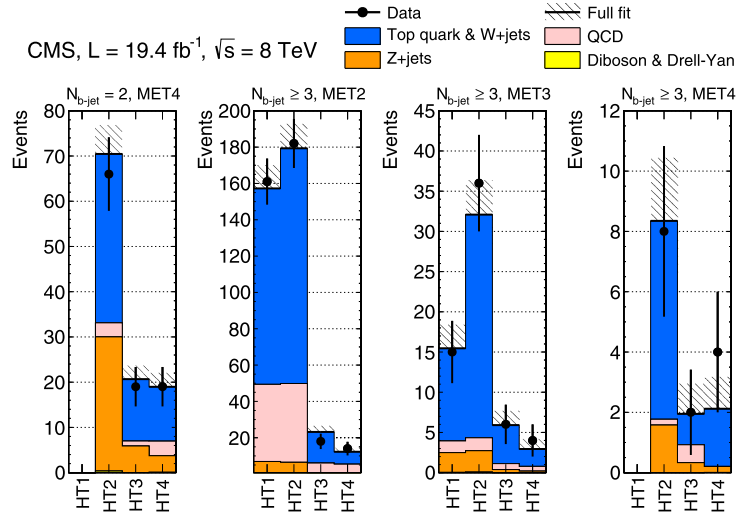 Data
Full fit
CMS, L = 19.4 fb⁻¹, √s = 8 TeV
Top quark & W+jets
QCD
Z+jets
Diboson & Drell-Yan
N_b-jet = 2, MET4
N_b-jet ≥ 3, MET2
N_b-jet ≥ 3, MET3
N_b-jet ≥ 3, MET4
Events
80
70
60
50
40
30
20
10
0
HT1 HT2 HT3 HT4
Events
200
180
160
140
120
100
80
60
40
20
HT1 HT2 HT3 HT4
Events
45
40
35
30
25
20
15
10
5
0
HT1 HT2 HT3 HT4
Events
12
10
8
6
4
2
0
HT1 HT2 HT3 HT4